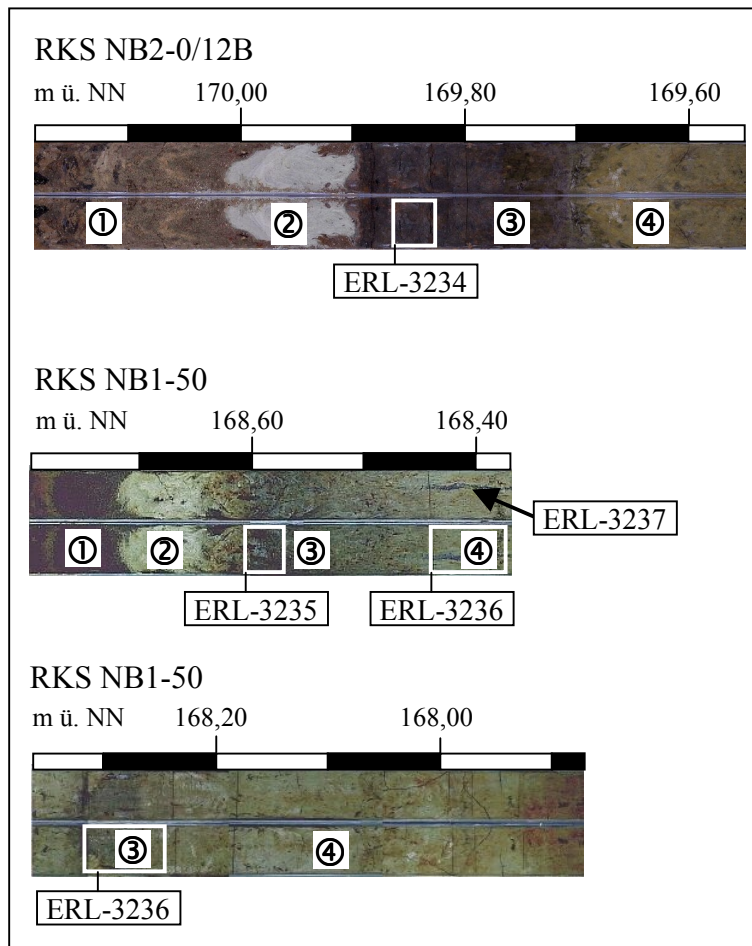 RKS NB2-0/12B
m ü. NN 170,00 169,80 169,60
① ② ③ ④
ERL-3234
RKS NB1-50
m ü. NN 168,60 168,40
ERL-3237
① ② ③ ④
ERL-3235 ERL-3236
RKS NB1-50
m ü. NN 168,20 168,00
③ ④
ERL-3236